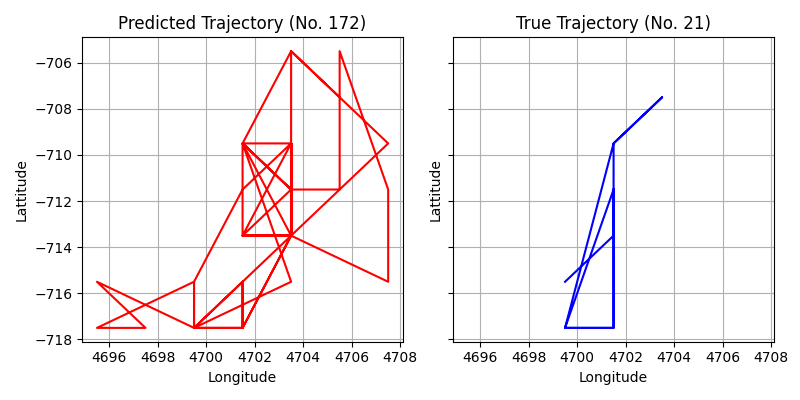 Predicted Trajectory (No. 172)
True Trajectory (No. 21)
Lattitude
−706
−708
−710
−712
−714
−716
−718
4696 4698 4700 4702 4704 4706 4708
Longitude
Lattitude
4696 4698 4700 4702 4704 4706 4708
Longitude